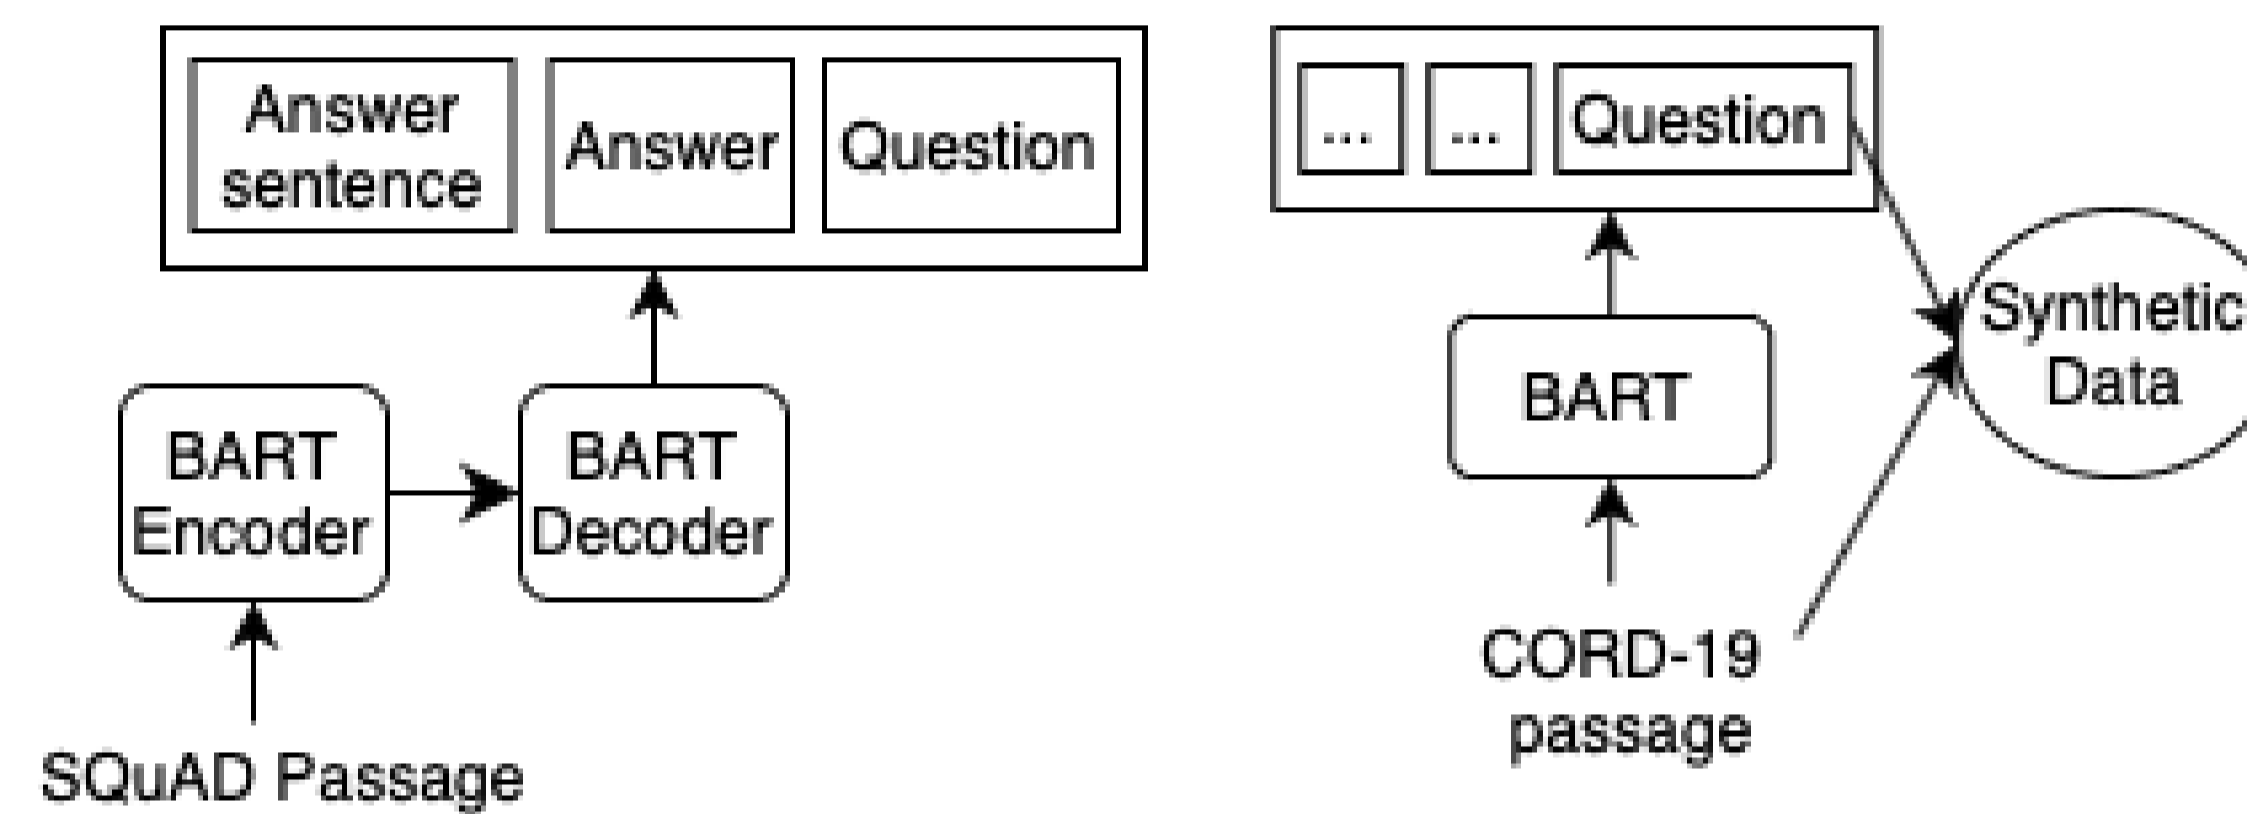 Answer
sentence
Answer
Question
BART
Encoder
BART
Decoder
SQuAD Passage
...
...
Question
BART
CORD-19
passage
Synthetic
Data